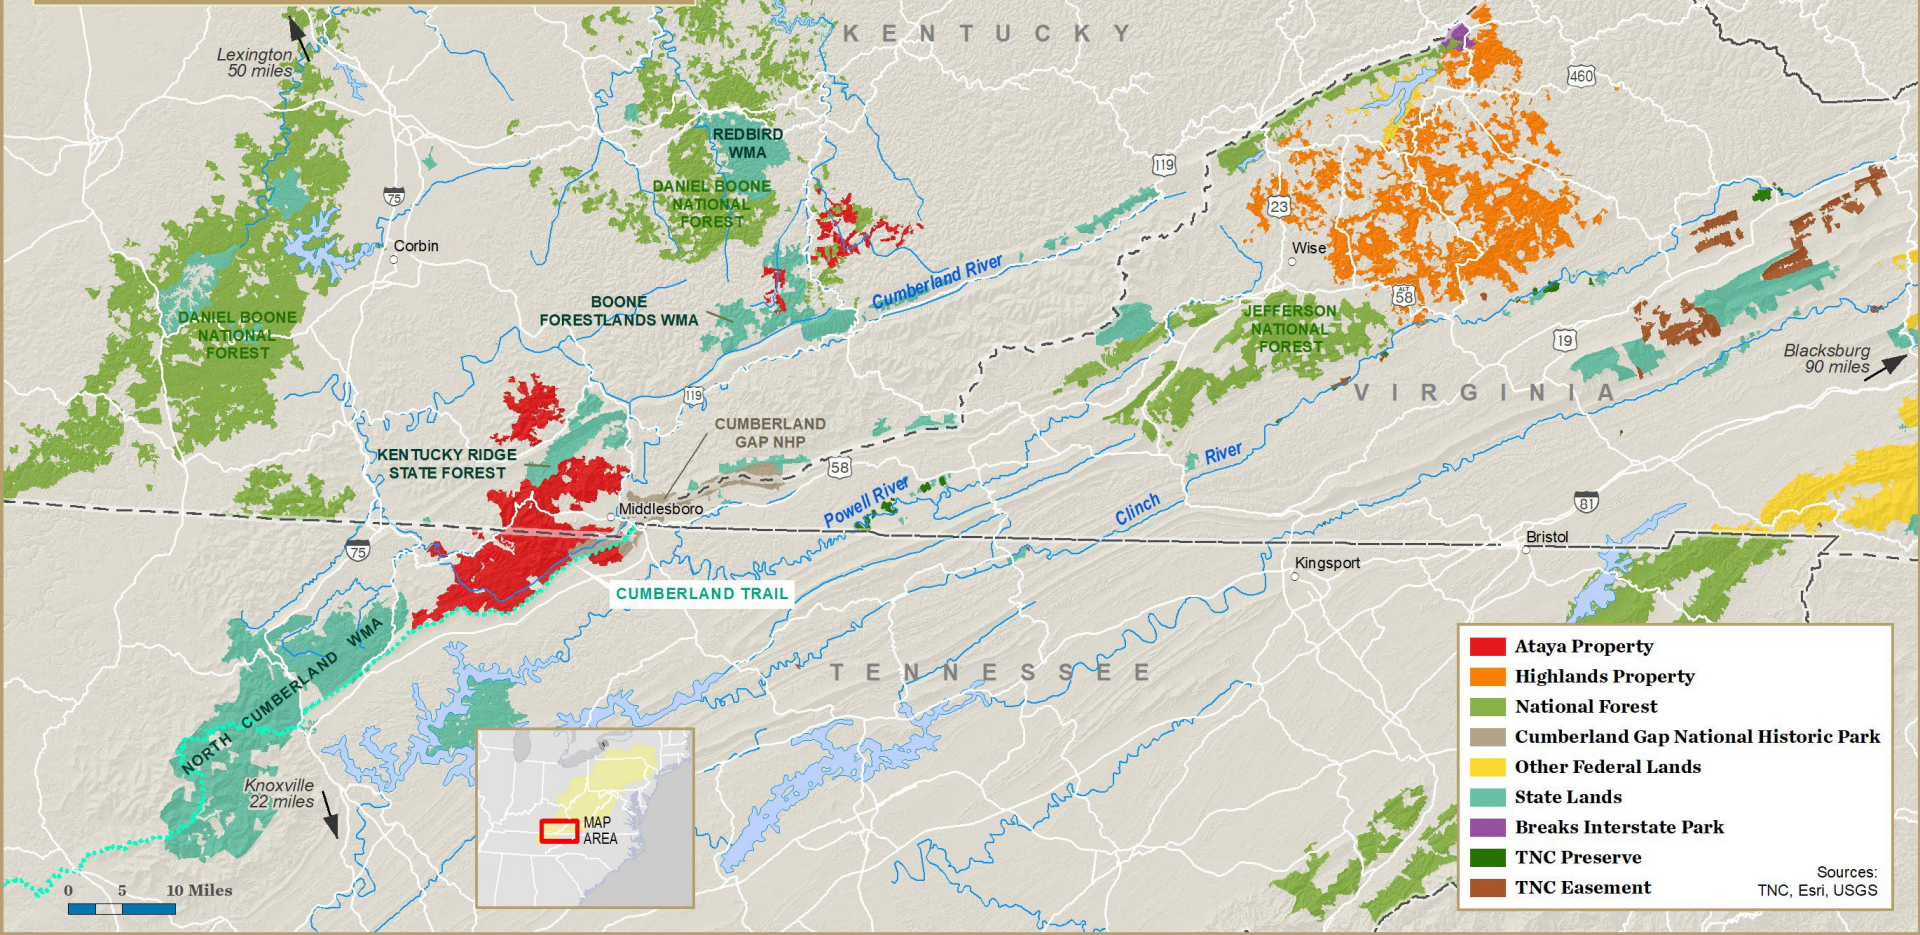 KENTUCKY
Lexington
50 miles
460
REDBIRD
WMA
119
DANIEL BOONE
NATIONAL
FOREST
75
23
Corbin
Wise
Cumberland River
ALT
58
BOONE
FORESTLANDS WMA
DANIEL BOONE
NATIONAL
FOREST
JEFFERSON
NATIONAL
FOREST
19
Blacksburg
90 miles
VIRGINIA
119
CUMBERLAND
GAP NHP
KENTUCKY RIDGE
STATE FOREST
58
River
Powell River
Clinch
81
Middlesboro
75
Bristol
Kingsport
CUMBERLAND TRAIL
NORTH CUMBERLAND WMA
TENNESSEE
Knoxville
22 miles
MAP
AREA
0 5 10 Miles
Ataya Property
Highlands Property
National Forest
Cumberland Gap National Historic Park
Other Federal Lands
State Lands
Breaks Interstate Park
TNC Preserve
TNC Easement
Sources:
TNC, Esri, USGS